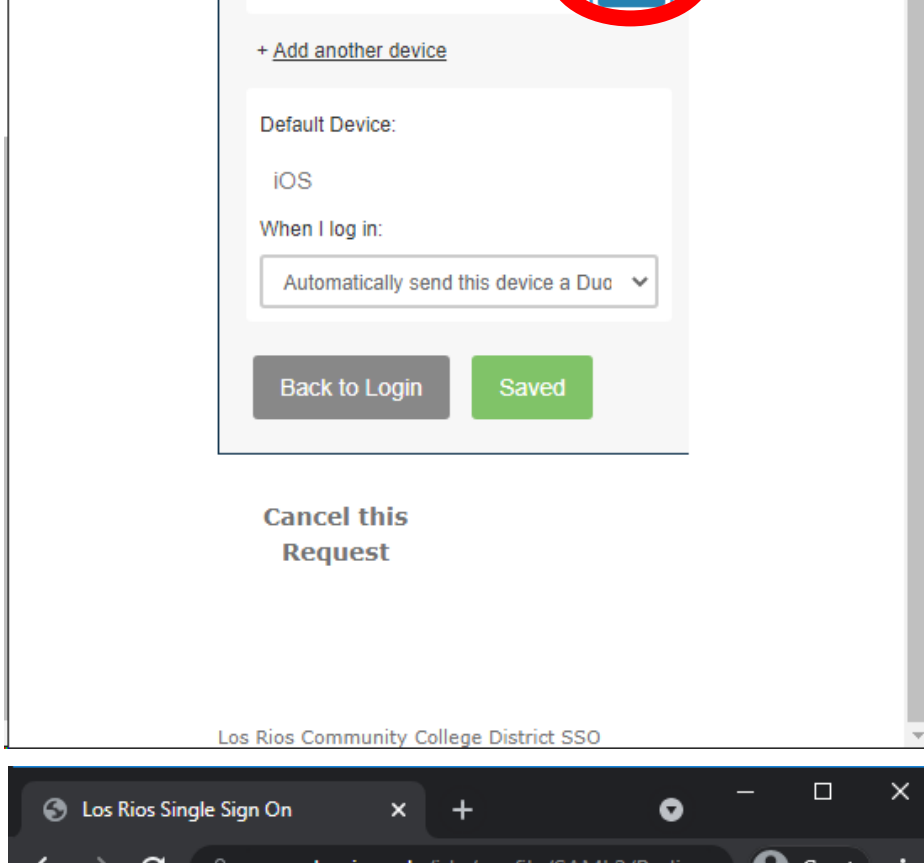 + Add another device
Default Device:
iOS
When I log in:
Automatically send this device a Duo
Back to Login Saved
Cancel this
Request
Los Rios Community College District SSO
Los Rios Single Sign On